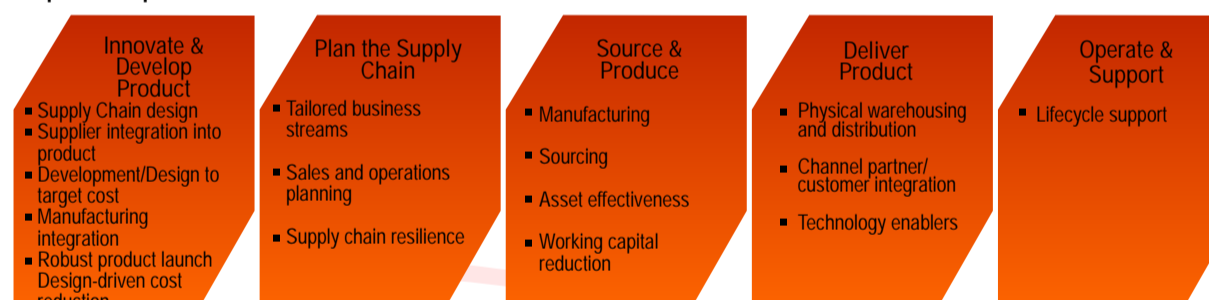 Innovate &
Develop
Product
▪ Supply Chain design
▪ Supplier integration into
product
▪ Development/Design to
target cost
▪ Manufacturing
integration
▪ Robust product launch
Design-driven cost
reduction
Plan the Supply
Chain
▪ Tailored business
streams
▪ Sales and operations
planning
▪ Supply chain resilience
Source &
Produce
▪ Manufacturing
▪ Sourcing
▪ Asset effectiveness
▪ Working capital
reduction
Deliver
Product
▪ Physical warehousing
and distribution
▪ Channel partner/
customer integration
▪ Technology enablers
Operate &
Support
▪ Lifecycle support